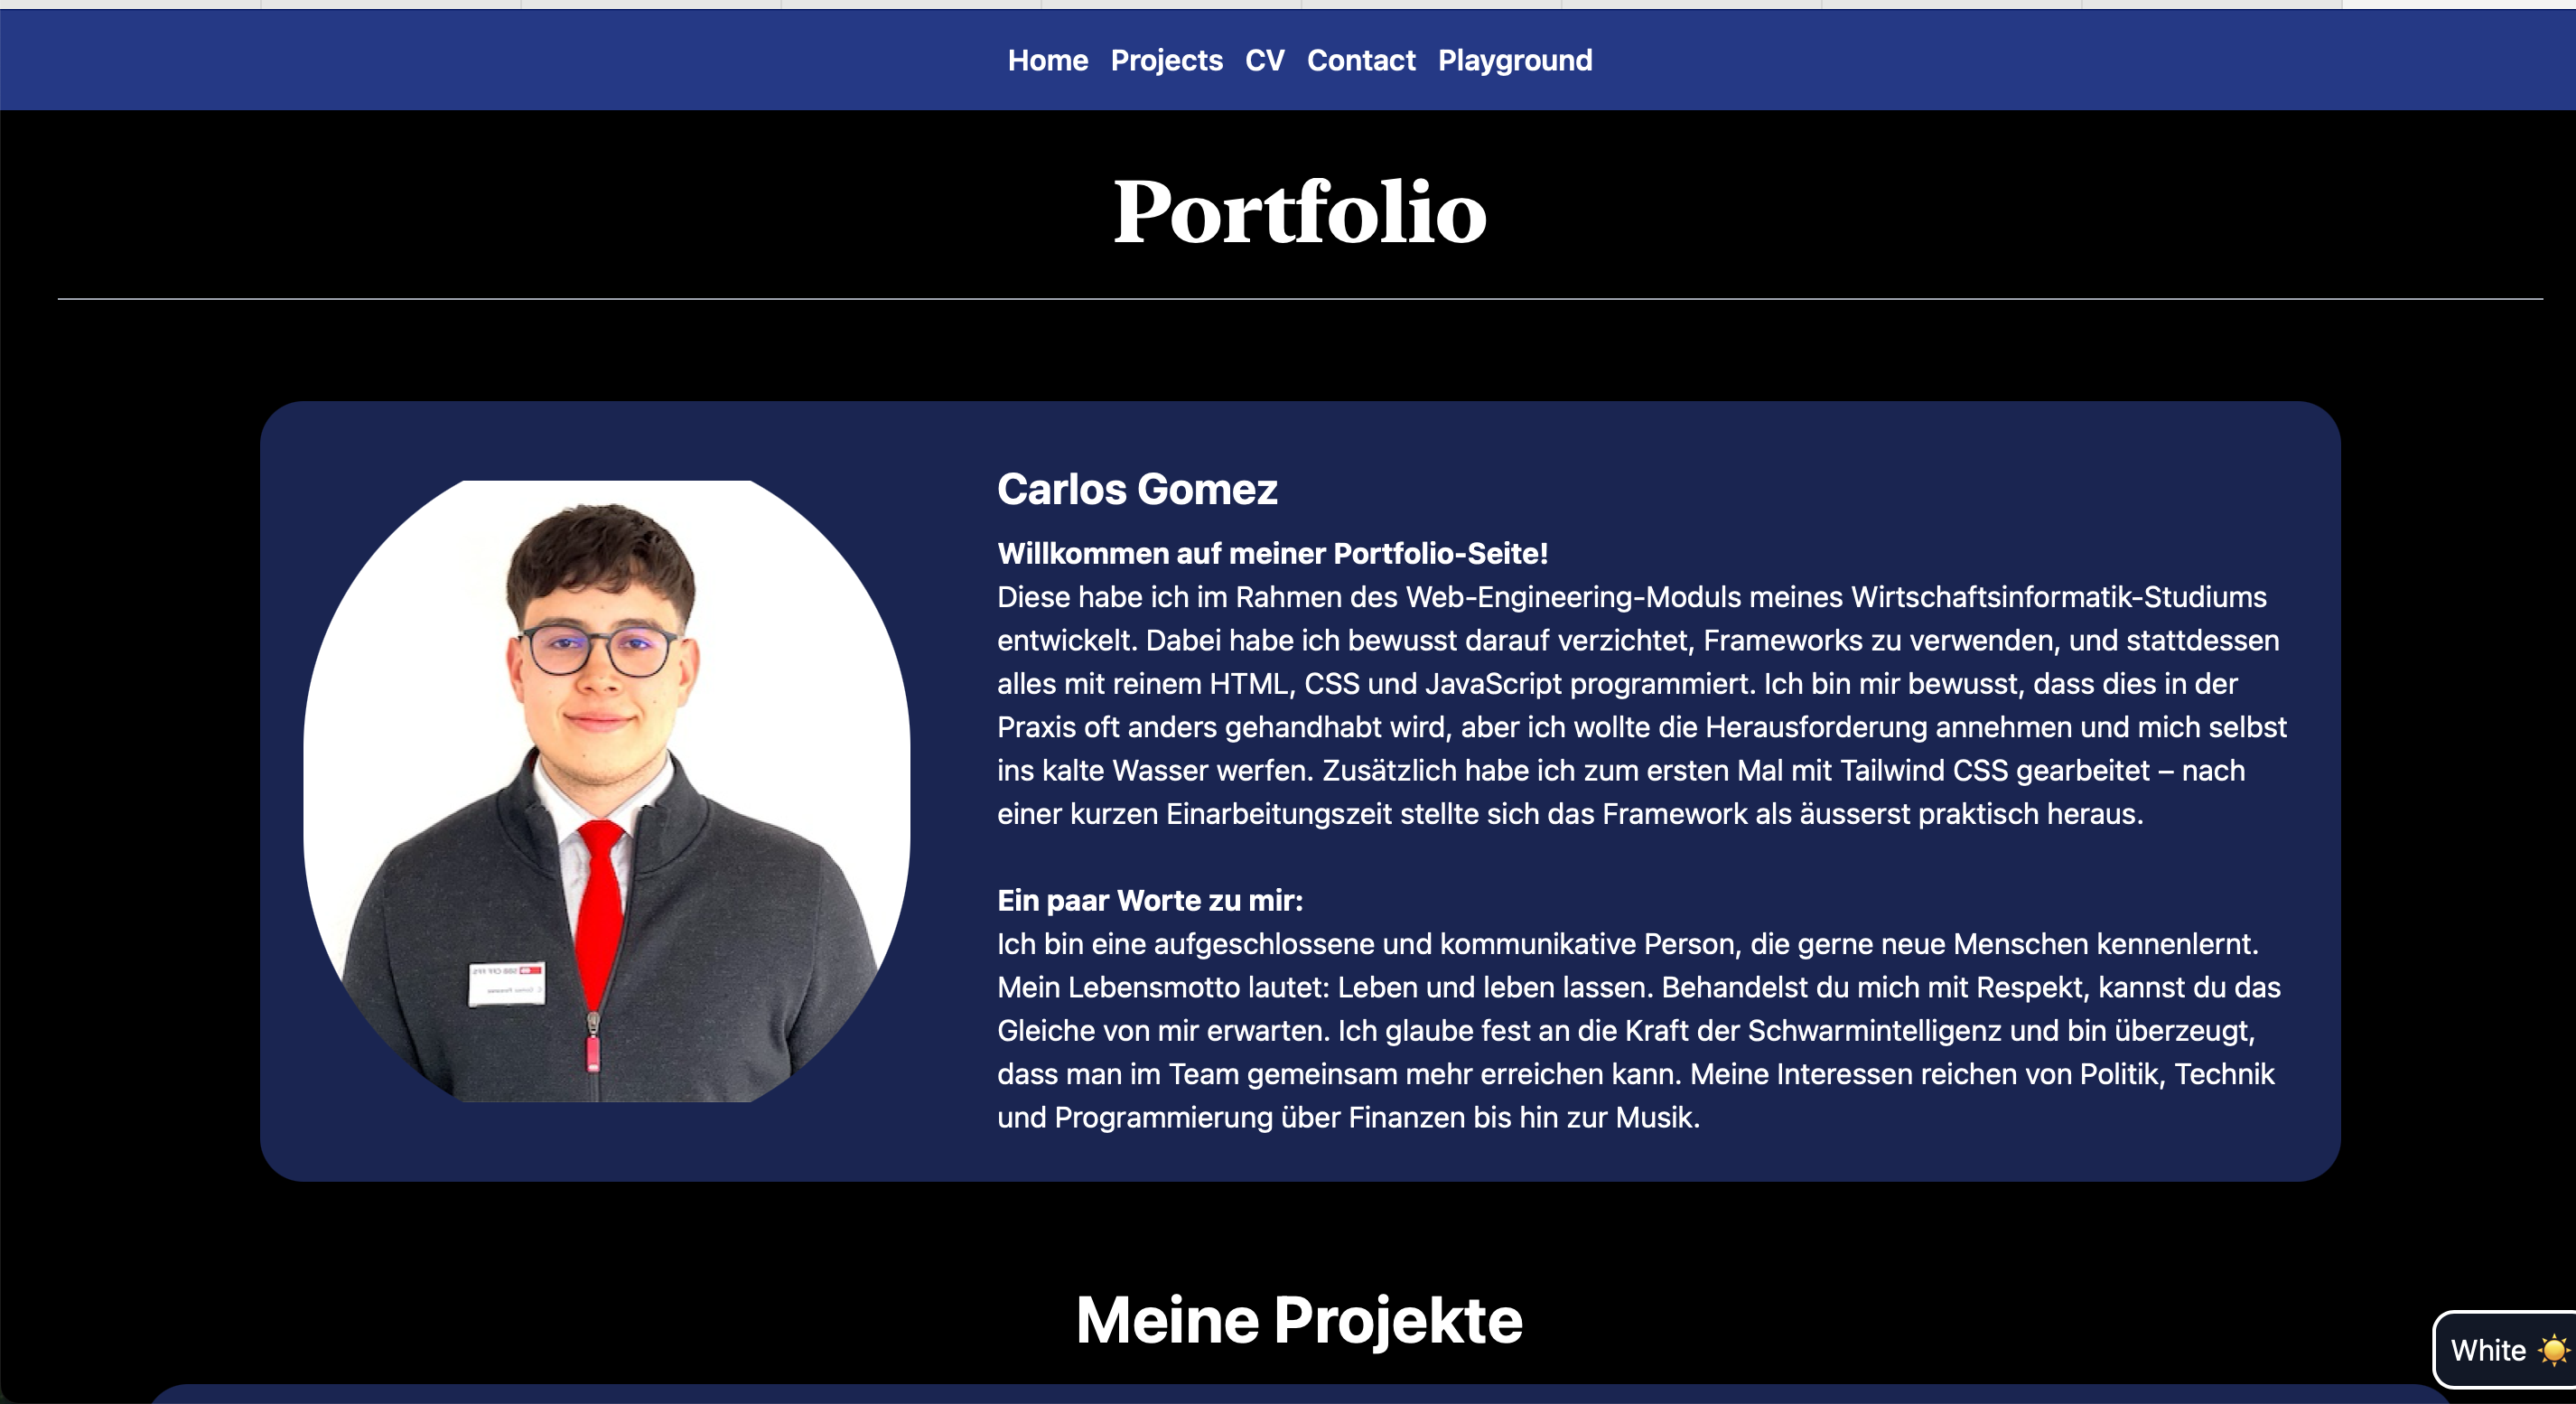 Home Projects CV Contact Playground
Portfolio
Carlos Gomez
Willkommen auf meiner Portfolio-Seite!
Diese habe ich im Rahmen des Web-Engineering-Moduls meines Wirtschaftsinformatik-Studiums
entwickelt. Dabei habe ich bewusst darauf verzichtet, Frameworks zu verwenden, und stattdessen
alles mit reinem HTML, CSS und JavaScript programmiert. Ich bin mir bewusst, dass dies in der
Praxis oft anders gehandhabt wird, aber ich wollte die Herausforderung annehmen und mich selbst
ins kalte Wasser werfen. Zusätzlich habe ich zum ersten Mal mit Tailwind CSS gearbeitet – nach
einer kurzen Einarbeitungszeit stellte sich das Framework als äusserst praktisch heraus.
Ein paar Worte zu mir:
Ich bin eine aufgeschlossene und kommunikative Person, die gerne neue Menschen kennenlernt.
Mein Lebensmotto lautet: Leben und leben lassen. Behandelst du mich mit Respekt, kannst du das
Gleiche von mir erwarten. Ich glaube fest an die Kraft der Schwarmintelligenz und bin überzeugt,
dass man im Team gemeinsam mehr erreichen kann. Meine Interessen reichen von Politik, Technik
und Programmierung über Finanzen bis hin zur Musik.
SBB CFF FFS
Meine Projekte
White ☀️